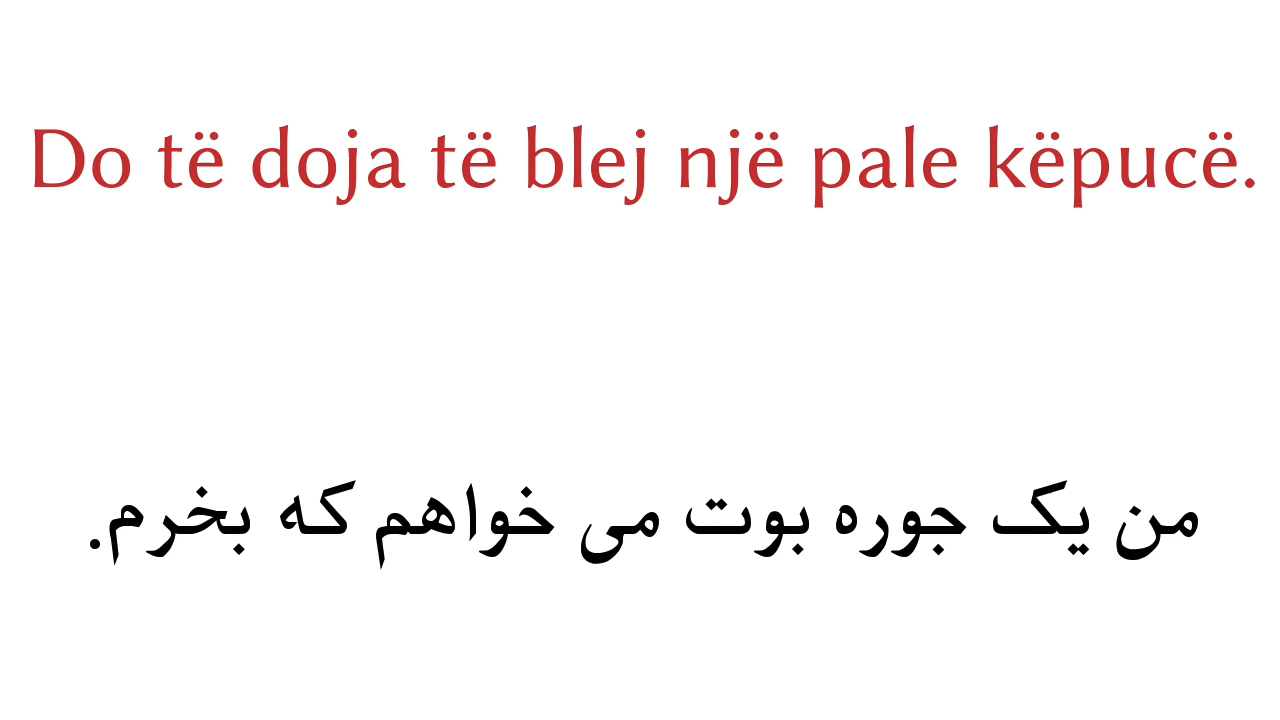 Do të doja të blej një pale këpucë.
من یک جوره بوت می خواهم که بخرم.